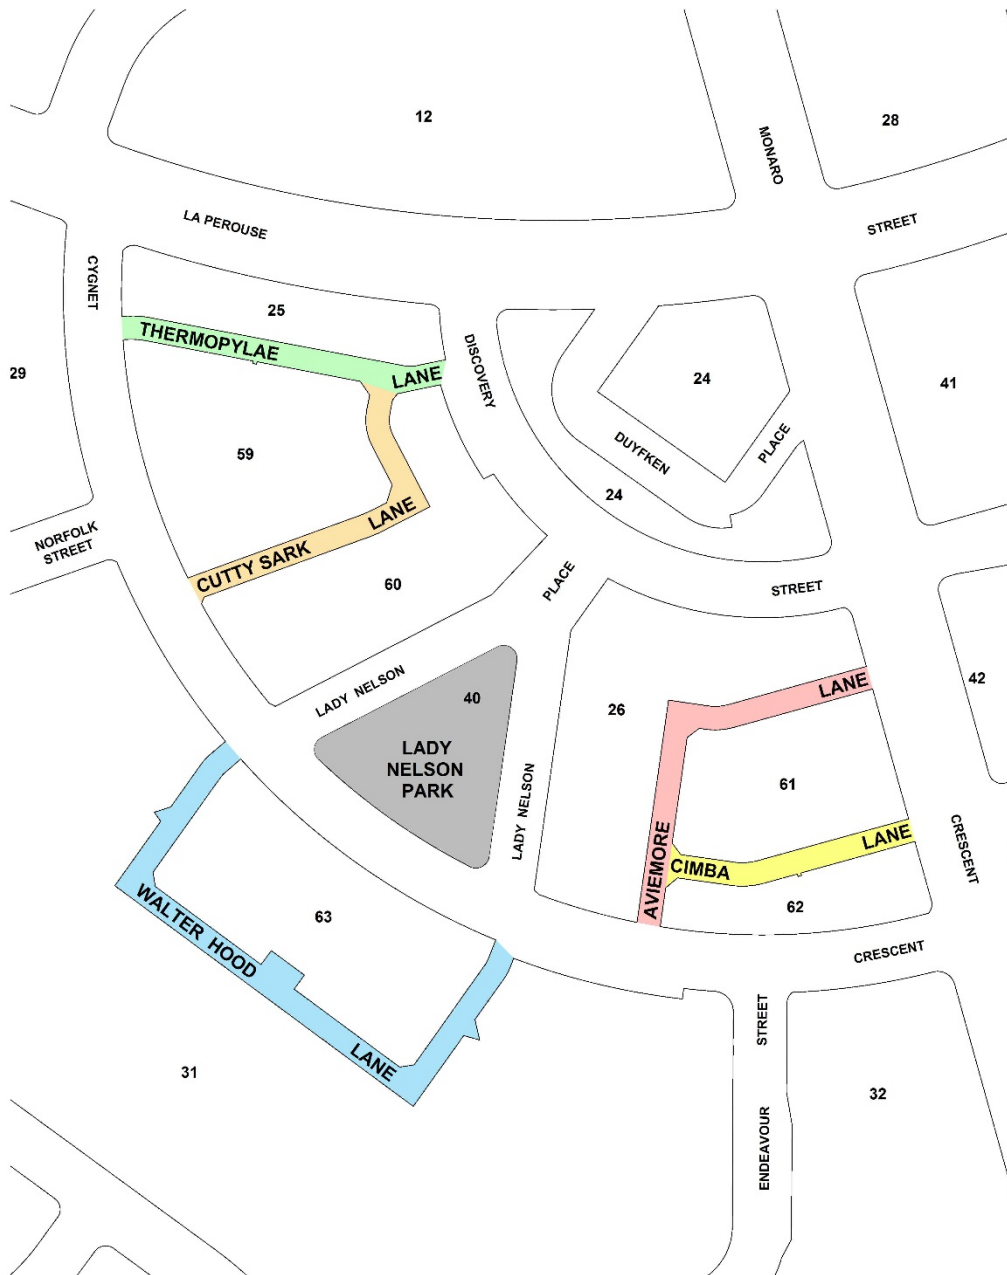 12
28
MONARO
LA PEROUSE
STREET
CYGNET
25
THERMOPYLAE
LANE
DISCOVERY
29
24
41
DUYFKEN
PLACE
59
24
LANE
NORFOLK
STREET
CUTTY SARK
60
PLACE
STREET
LADY NELSON
40
26
LANE
42
LADY
NELSON
PARK
61
LADY NELSON
AVIEMORE
CIMBA
LANE
CRESCENT
62
63
WALTER HOOD
CRESCENT
STREET
LANE
31
32
ENDEAVOUR